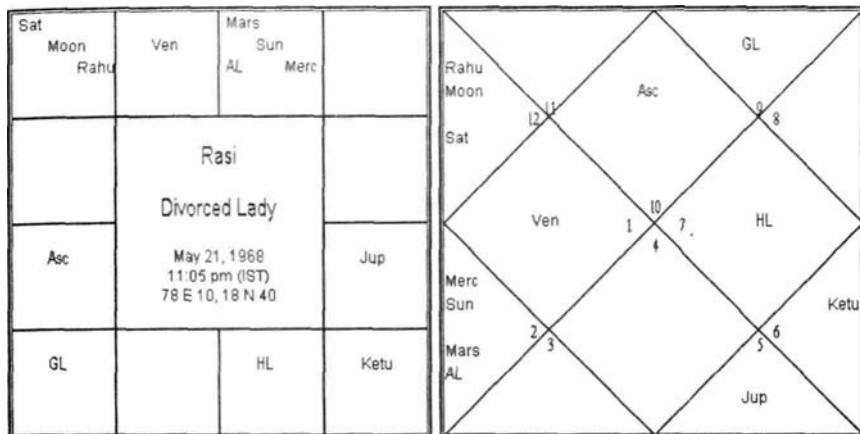 Sat
Moon
Rahu
Ven
Mars
Sun
AL Merc
Rasi
Divorced Lady
May 21, 1968
11:05 pm (IST)
78 E 10, 18 N 40
Asc
Jup
GL
HL
Ketu
GL
Rahu
Moon
Asc
11
12
9
8
Sat
10
Ven
1
7
HL
4
Merc
Sun
Ketu
2
3
6
5
Mars
AL
Jup